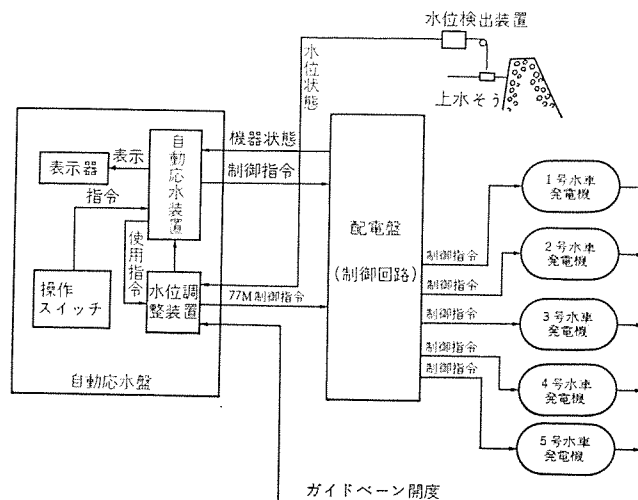 水位検出装置
水位状態
上水そう
機器状態
自動応水装置
表示
表示器
制御指令
指令
1号水車
発電機
配電盤
(制御回路)
制御指令
2号水車
発電機
使用指令
制御指令
操作
スイッチ
水位調
整装置
77M制御指令
制御指令
3号水車
発電機
制御指令
自動応水盤
制御指令
4号水車
発電機
5号水車
発電機
ガイドベーン開度